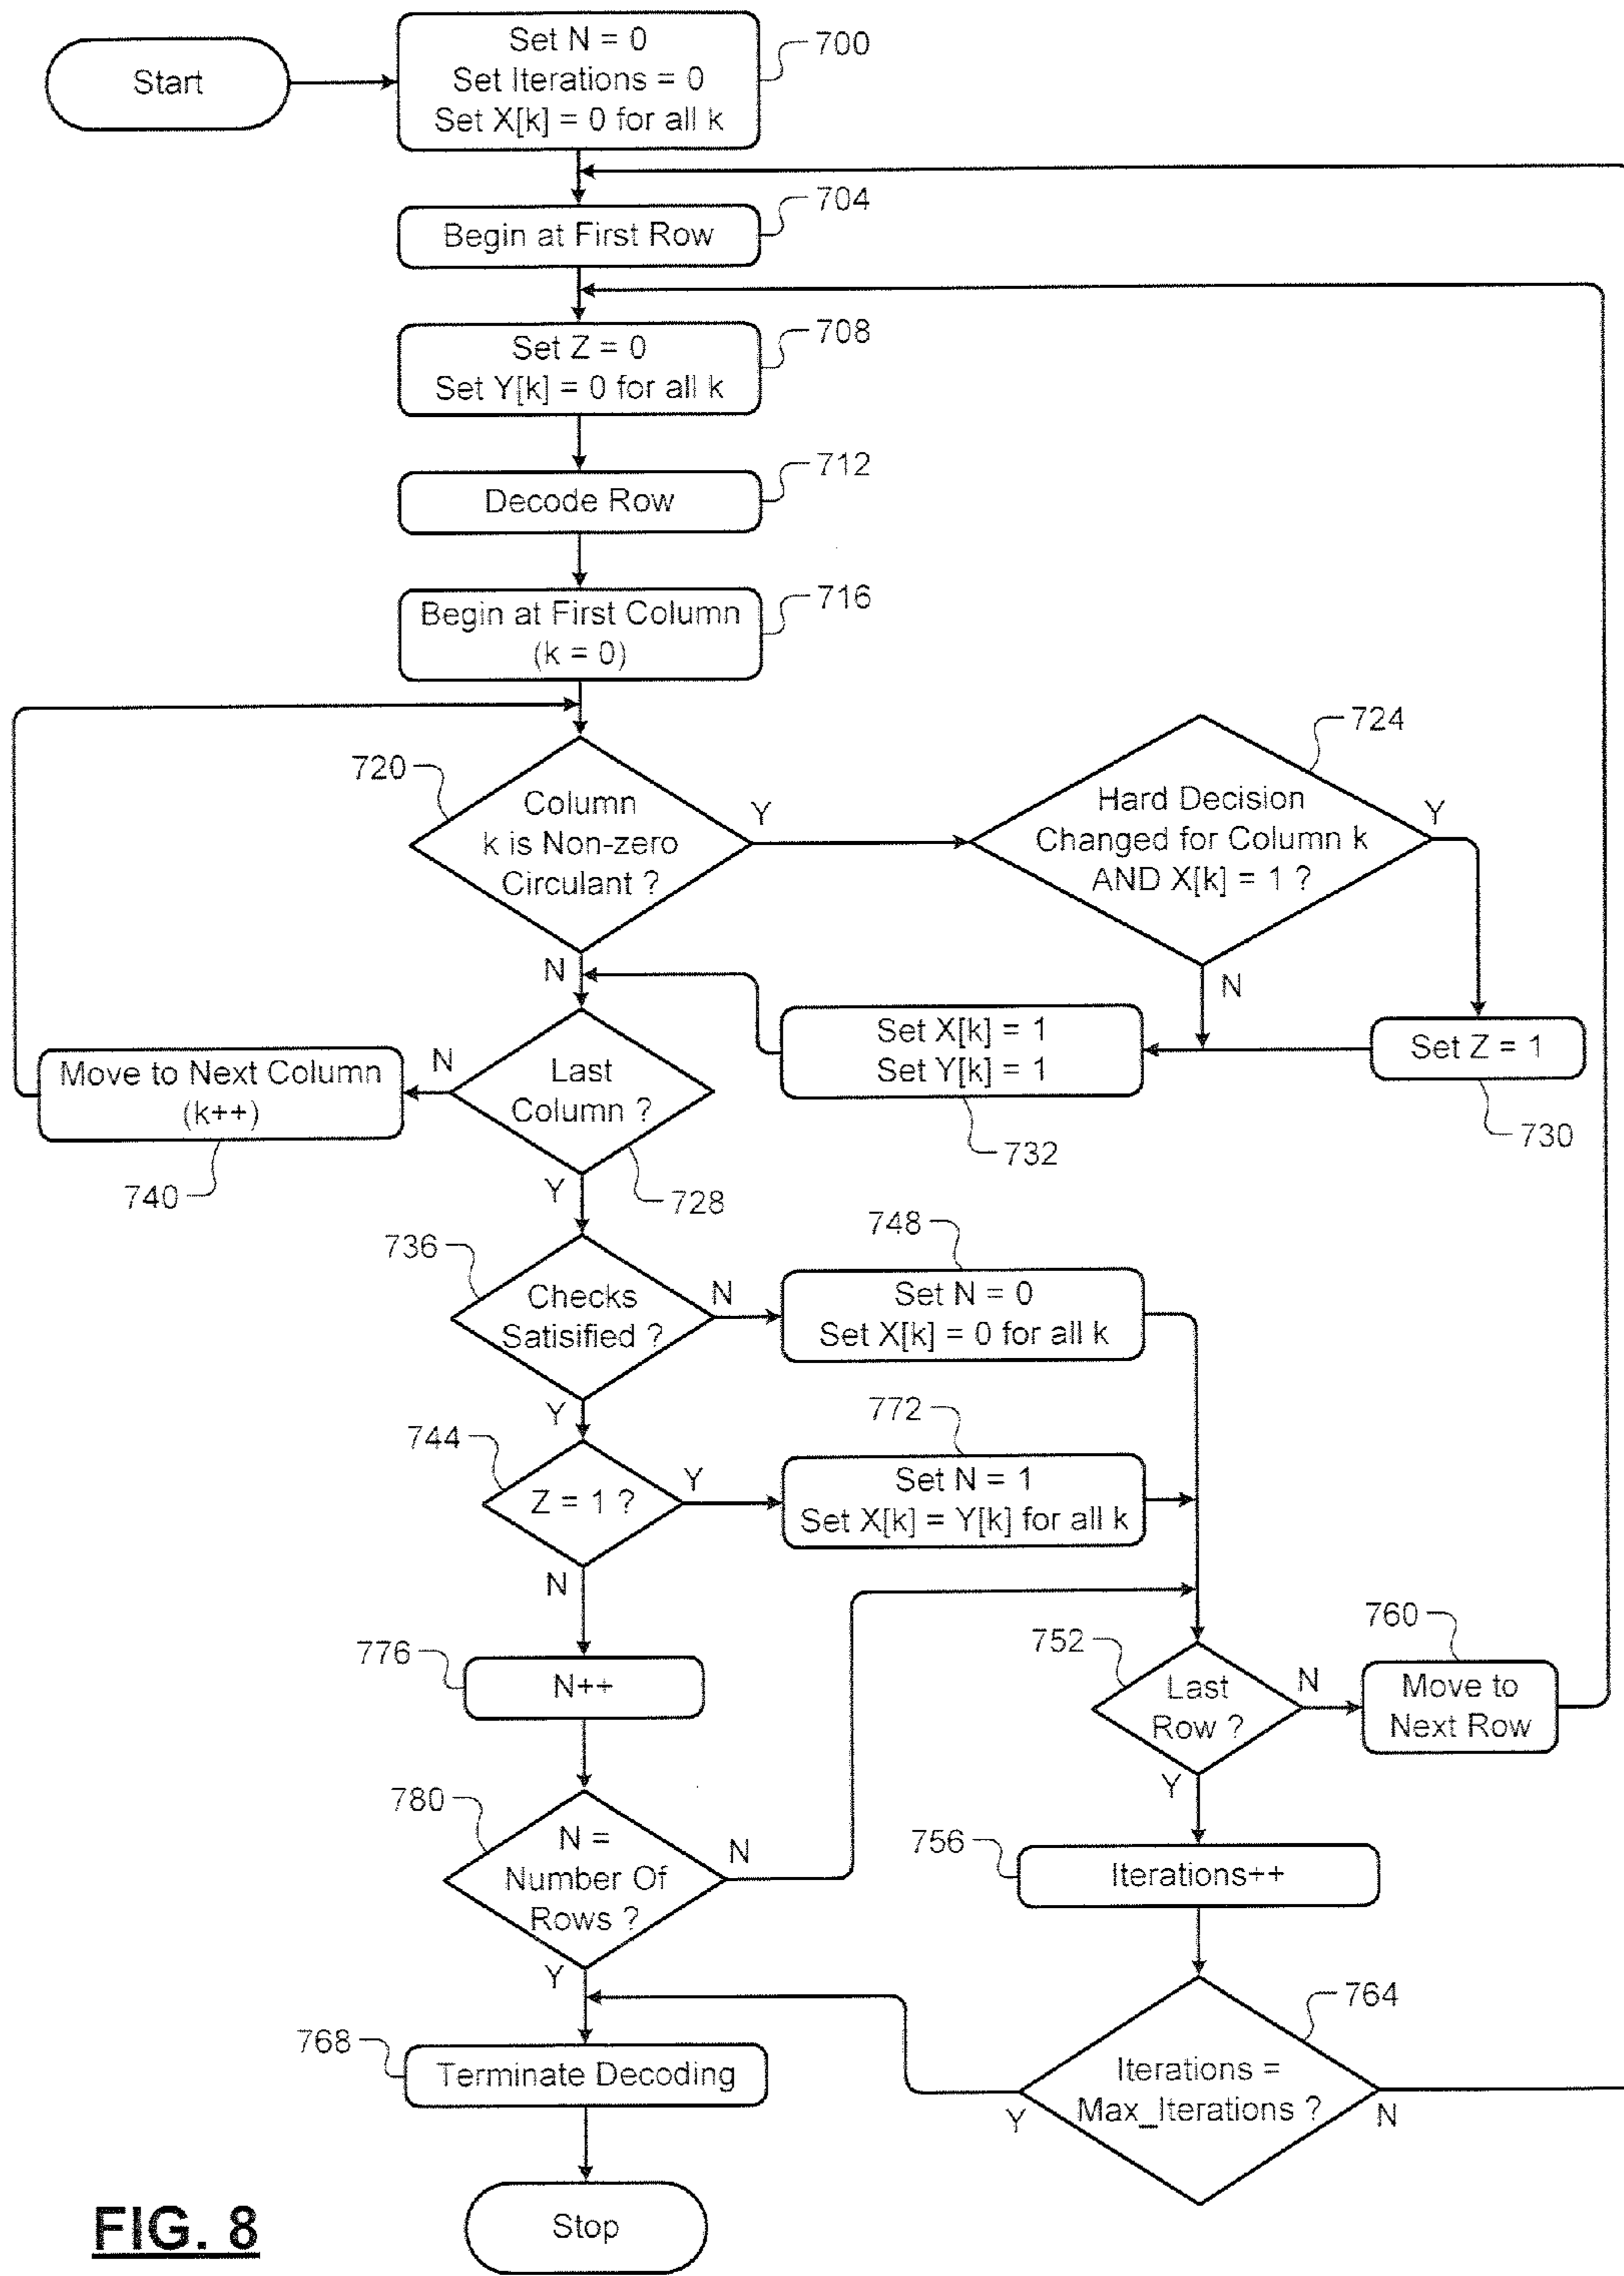 Start
Set N = 0
Set Iterations = 0
Set X[k] = 0 for all k
700
Begin at First Row
704
Set Z = 0
Set Y[k] = 0 for all k
708
Decode Row
712
Begin at First Column
(k = 0)
716
720
Column
k is Non-zero
Circulant ?
Y
N
724
Hard Decision
Changed for Column k
AND X[k] = 1 ?
Y
N
Set Z = 1
730
Set X[k] = 1
Set Y[k] = 1
732
Last
Column ?
N
Y
728
Move to Next Column
(k++)
740
736
Checks
Satisified ?
N
Y
748
Set N = 0
Set X[k] = 0 for all k
744
Z = 1 ?
Y
N
772
Set N = 1
Set X[k] = Y[k] for all k
776
N++
752
Last
Row ?
N
Y
760
Move to
Next Row
780
N =
Number Of
Rows ?
N
Y
756
Iterations++
764
Iterations =
Max_Iterations ?
Y
N
768
Terminate Decoding
Stop
FIG. 8